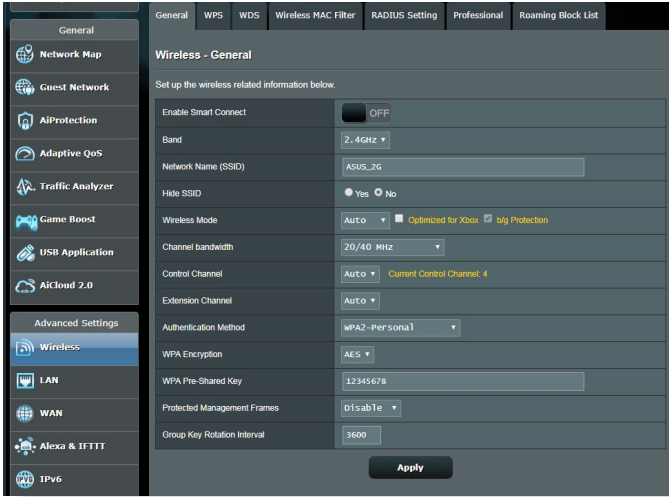 General
Network Map
Guest Network
AiProtection
Adaptive QoS
Traffic Analyzer
Game Boost
USB Application
AiCloud 2.0
Advanced Settings
Wireless
LAN
WAN
Alexa & IFTTT
IPv6
General WPS WDS Wireless MAC Filter RADIUS Setting Professional Roaming Block List
Wireless - General
Set up the wireless related information below.
Enable Smart Connect OFF
Band 2.4GHz
Network Name (SSID) ASUS_2G
Hide SSID Yes No
Wireless Mode Auto Optimized for Xbox b/g Protection
Channel bandwidth 20/40 MHz
Control Channel Auto Current Control Channel: 4
Extension Channel Auto
Authentication Method WPA2-Personal
WPA Encryption AES
WPA Pre-Shared Key 12345678
Protected Management Frames Disable
Group Key Rotation Interval 3600
Apply